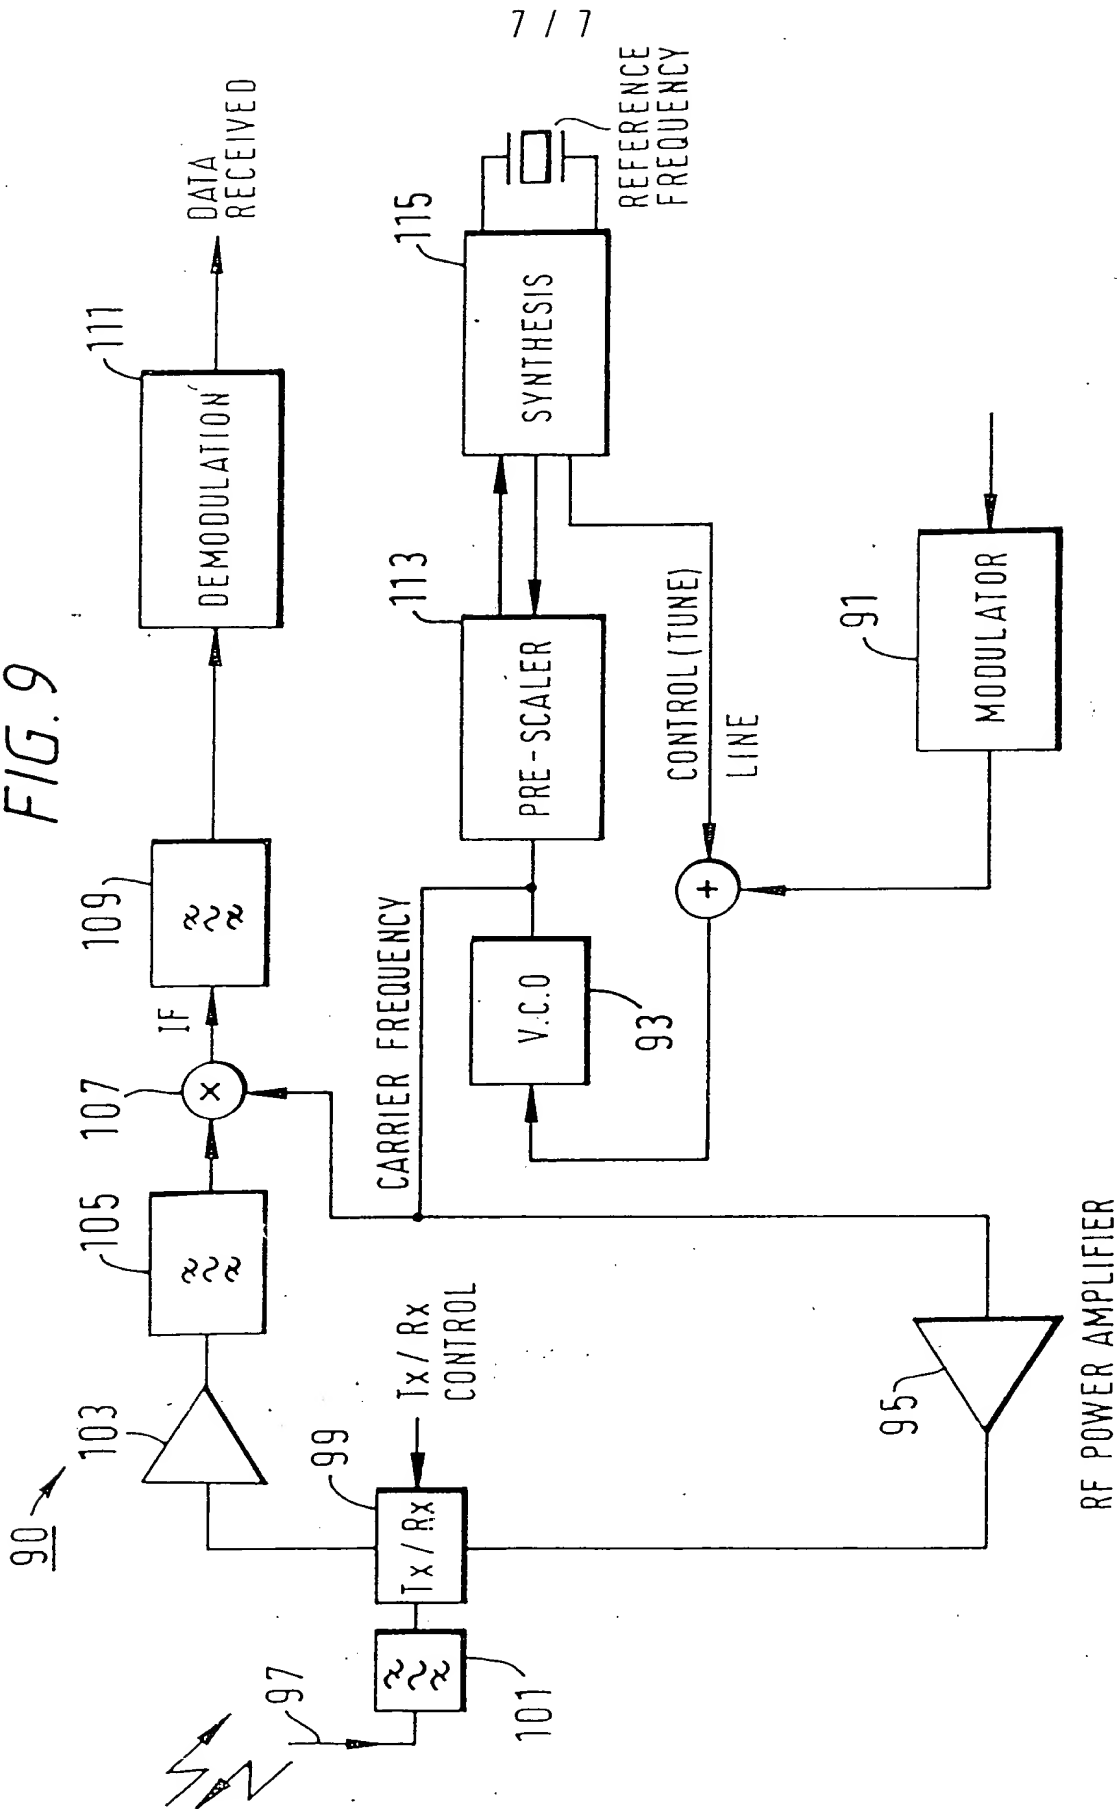 7 / 7
FIG. 9
90
103
105
107
IF
109
111
DEMODULATION
DATA
RECEIVED
97
101
99
Tx / Rx
Tx / Rx
CONTROL
CARRIER FREQUENCY
V.C.O
93
113
PRE-SCALER
115
SYNTHESIS
REFERENCE
FREQUENCY
CONTROL (TUNE)
LINE
+
×
91
MODULATOR
95
RF POWER AMPLIFIER